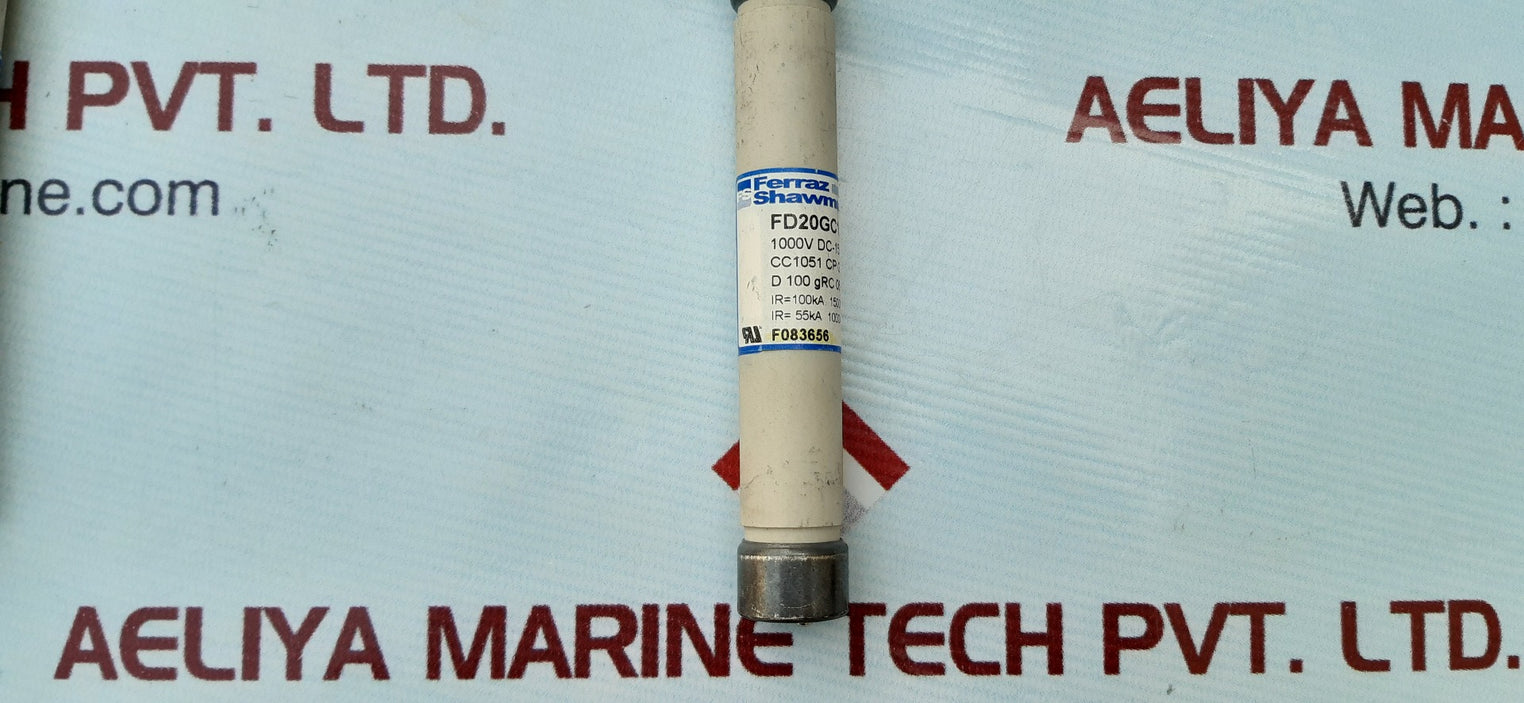 PVT. LTD.
ne.com
AELIYA MA
Web. :
Ferraz
FD20GC
1000V DC-
CC1051 CP
D 100 gRC
IR=100kA
IR= 55kA
F083656
AELIYA MARINE TECH PVT. LTD.